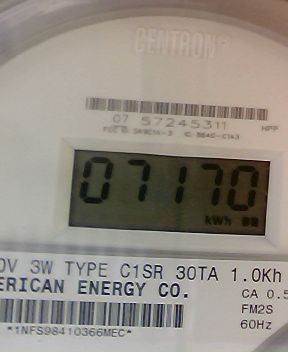 CENTRON
07 57245311
07170
kWh
0V 3W TYPE C1SR 30TA 1.0Kh
ERICAN ENERGY CO.
CA 0.5
FM2S
60Hz
*1NFS98410366MEC*